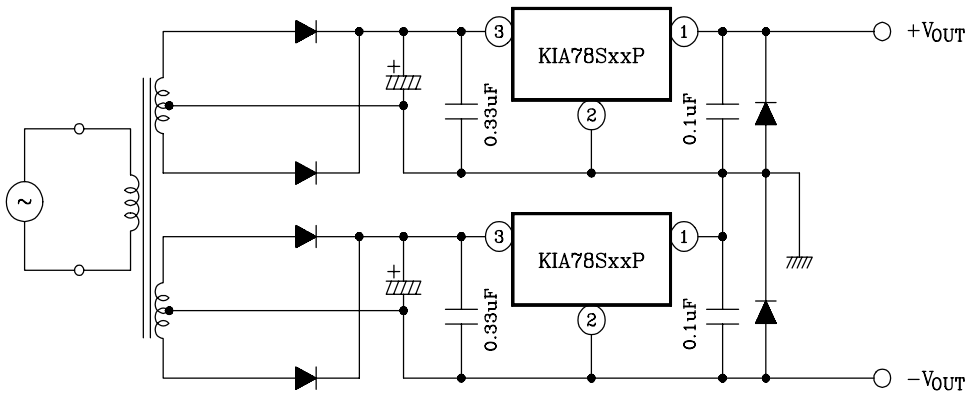 3
KIA78SxxP
1
+VOUT
+
0.33uF
2
0.1uF
~
3
KIA78SxxP
1
+
0.33uF
2
0.1uF
−VOUT